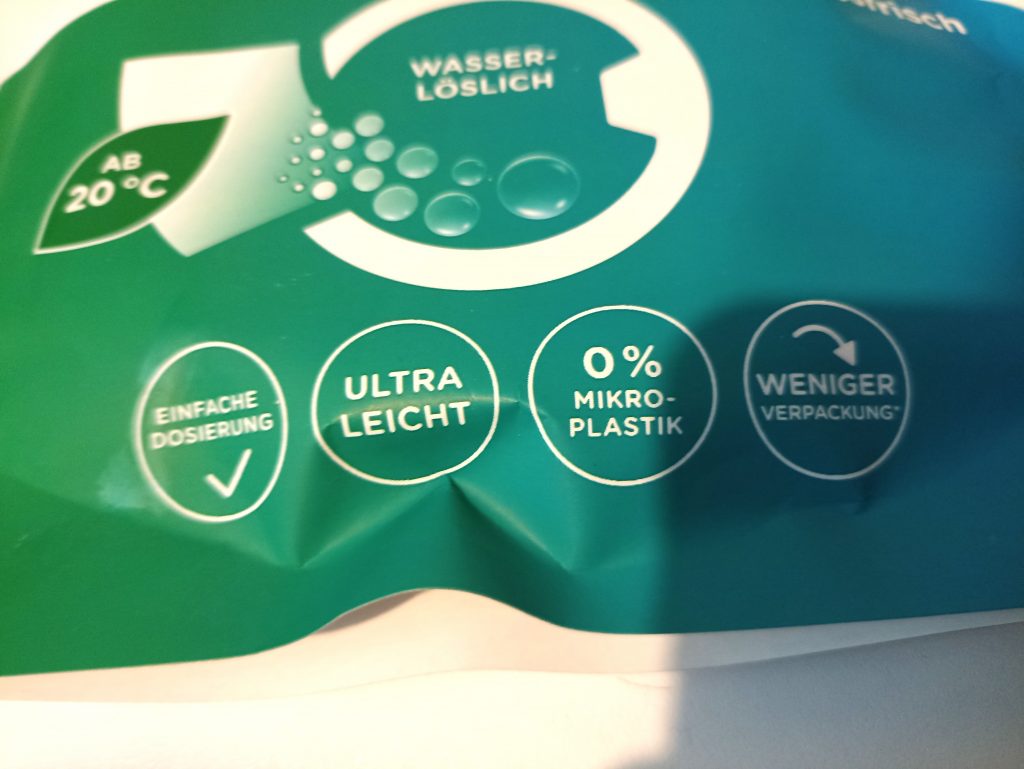 WASSER-
LÖSLICH
AB
20 °C
EINFACHE
DOSIERUNG
ULTRA
LEICHT
0 %
MIKRO-
PLASTIK
WENIGER
VERPACKUNG*